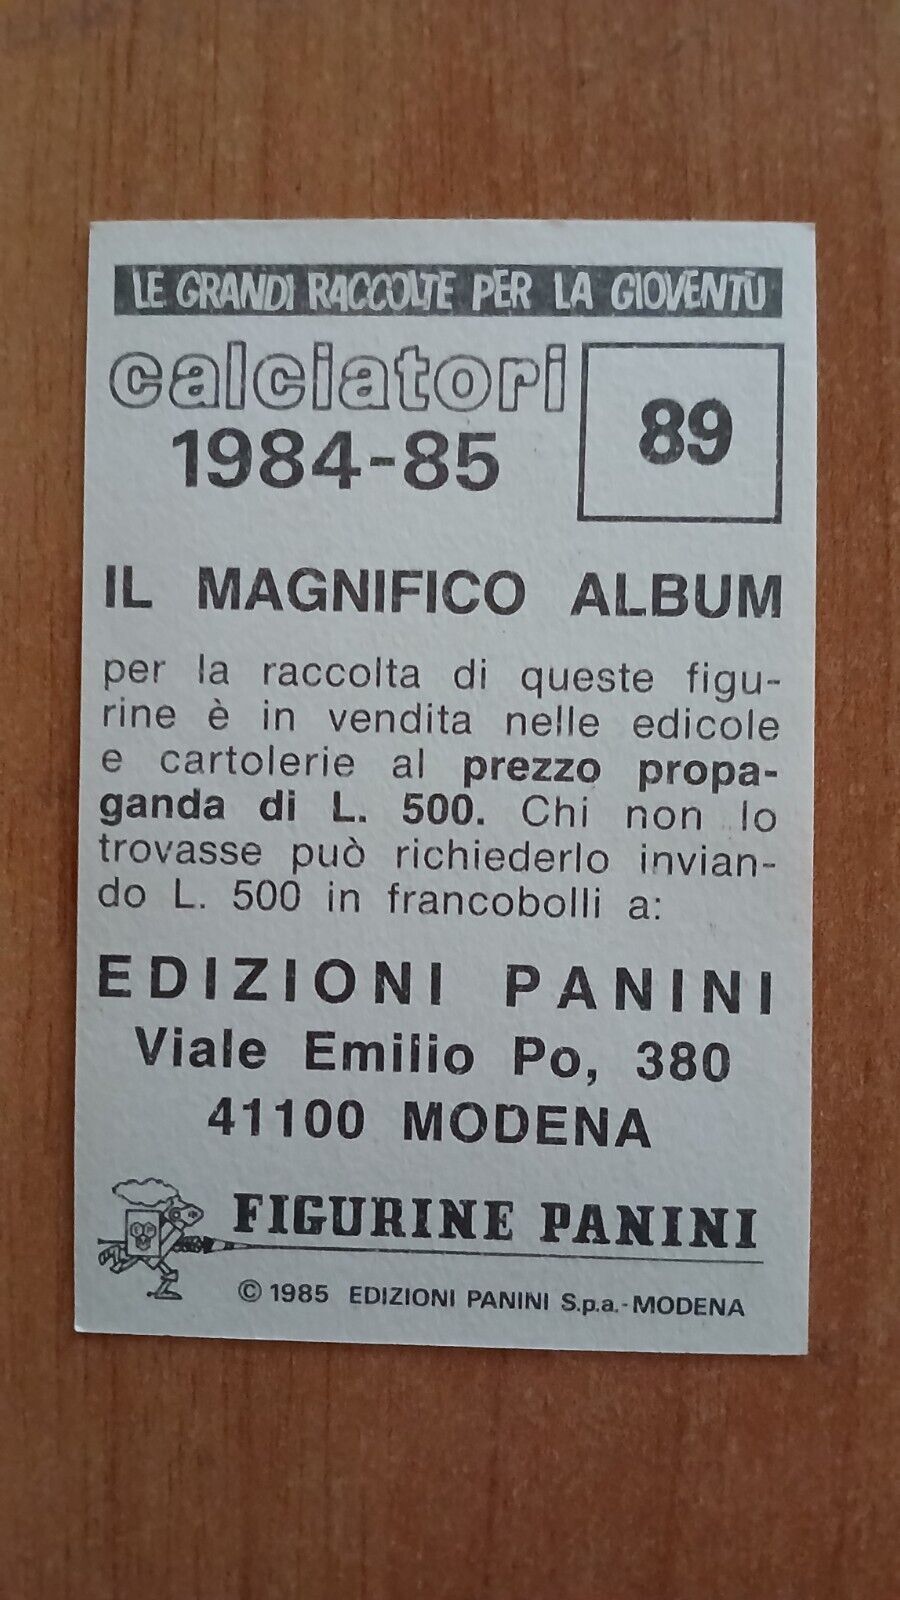 LE GRANDI RACCOLTE PER LA GIOVENTÙ
calciatori
1984-85
89
IL MAGNIFICO ALBUM
per la raccolta di queste figu-
rine è in vendita nelle edicole
e cartolerie al prezzo propa-
ganda di L. 500. Chi non lo
trovasse può richiederlo invian-
do L. 500 in francobolli a:
EDIZIONI PANINI
Viale Emilio Po, 380
41100 MODENA
FIGURINE PANINI
© 1985 EDIZIONI PANINI S.p.a.-MODENA